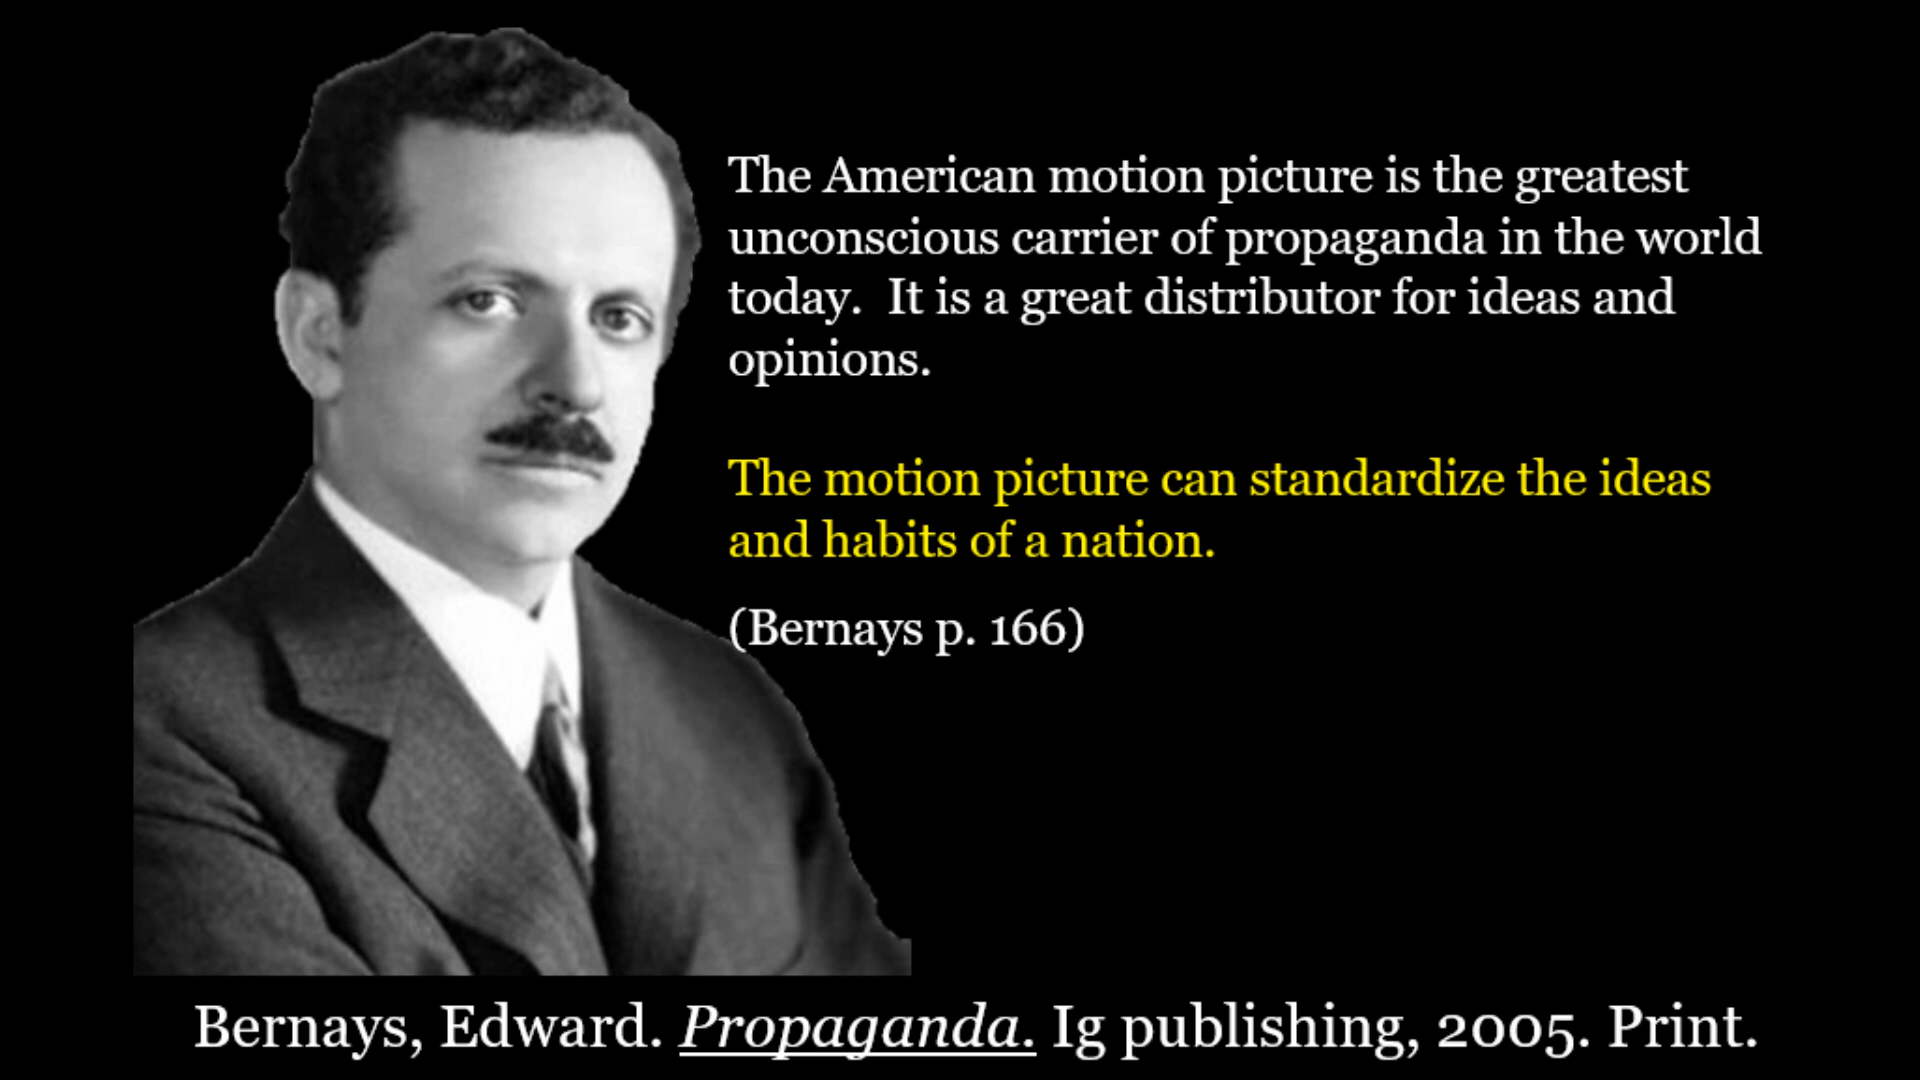 The American motion picture is the greatest
unconscious carrier of propaganda in the world
today.  It is a great distributor for ideas and
opinions.
The motion picture can standardize the ideas
and habits of a nation.
(Bernays p. 166)
Bernays, Edward. Propaganda. Ig publishing, 2005. Print.